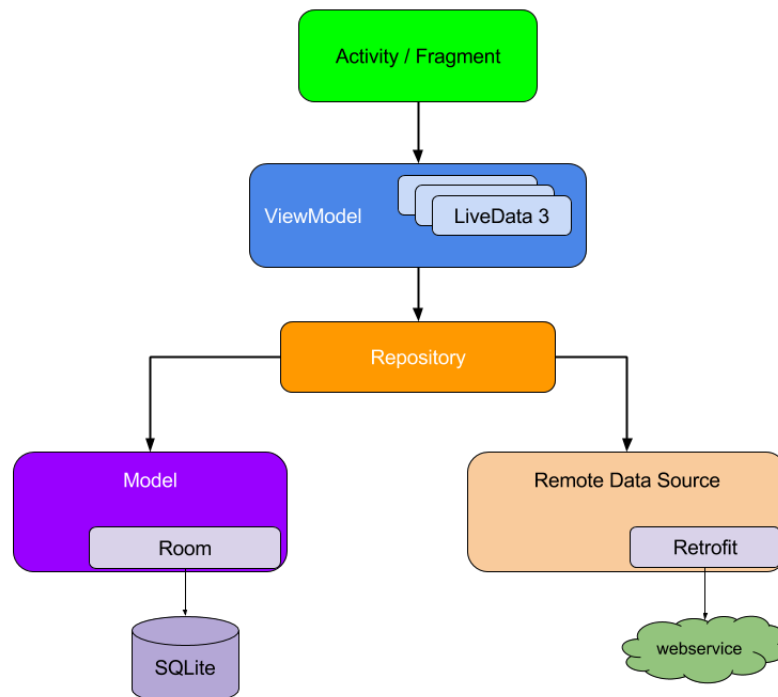 Activity / Fragment
ViewModel
LiveData 3
Repository
Model
Remote Data Source
Room
Retrofit
SQLite
webservice